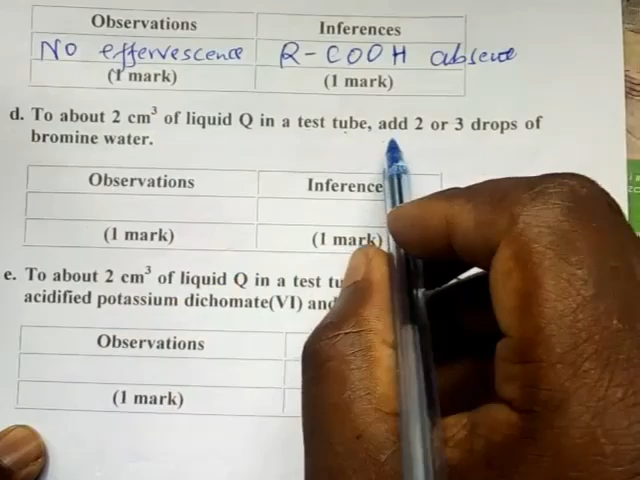 Observations Inferences
No effervescence R-COOH absent
(1 mark) (1 mark)
d. To about 2 cm³ of liquid Q in a test tube, add 2 or 3 drops of
bromine water.
Observations Inference
(1 mark) (1 mark)
e. To about 2 cm³ of liquid Q in a test tu
acidified potassium dichomate(VI) and
Observations
(1 mark)